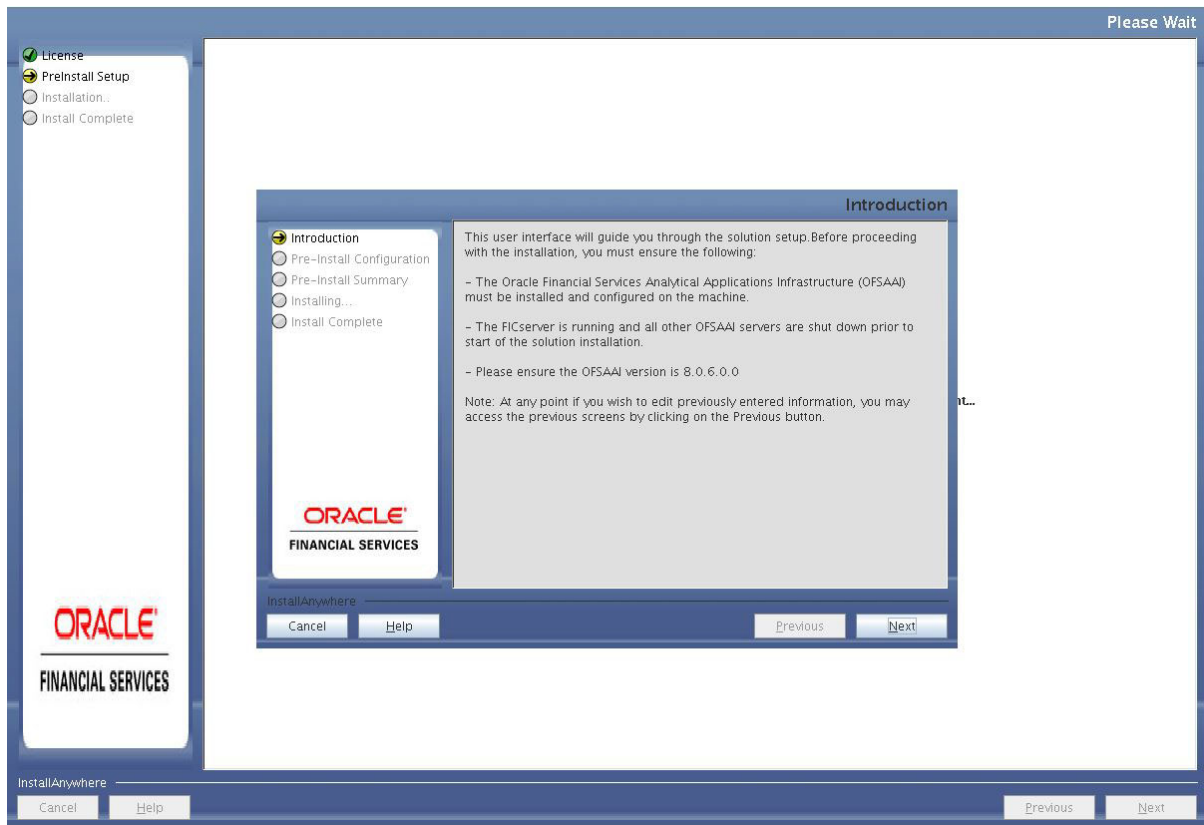 Please Wait
License
PreInstall Setup
Installation..
Install Complete
Introduction
Introduction
Pre-Install Configuration
Pre-Install Summary
Installing...
Install Complete
This user interface will guide you through the solution setup.Before proceeding
with the installation, you must ensure the following:
- The Oracle Financial Services Analytical Applications Infrastructure (OFSAAI)
must be installed and configured on the machine.
- The FICserver is running and all other OFSAAI servers are shut down prior to
start of the solution installation.
- Please ensure the OFSAAI version is 8.0.6.0.0
Note: At any point if you wish to edit previously entered information, you may
access the previous screens by clicking on the Previous button.
ORACLE'
FINANCIAL SERVICES
InstallAnywhere
Cancel Help Previous Next
ORACLE'
FINANCIAL SERVICES
InstallAnywhere
Cancel Help Previous Next